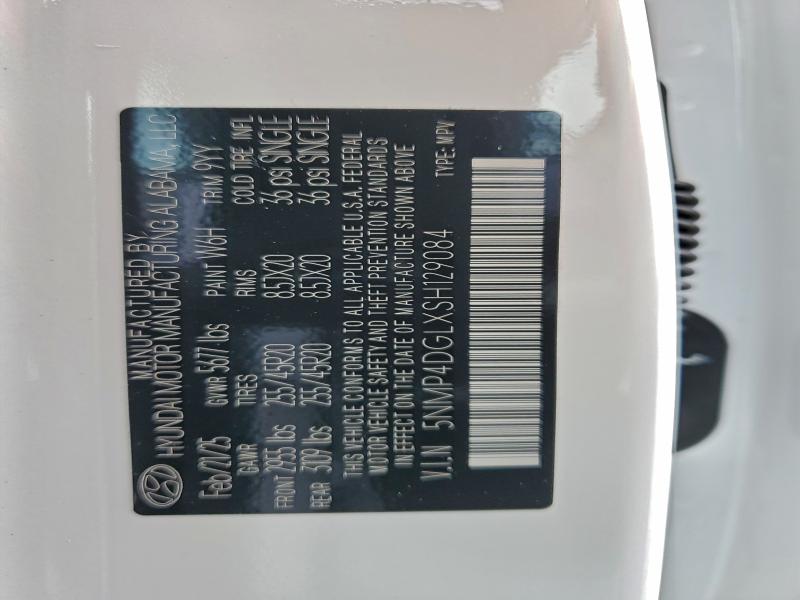 MANUFACTURED BY
HYUNDAI MOTOR MANUFACTURING ALABAMA, LLC
Feb/21/25 GVWR 5677 lbs PAINT W6H TRIM 9YY
GAWR TIRES RIMS COLD TIRE INFL
FRONT 2955 lbs 255/45R20 8.5JX20 36 psi SINGLE
REAR 3109 lbs 255/45R20 8.5JX20 36 psi SINGLE
THIS VEHICLE CONFORMS TO ALL APPLICABLE U.S.A. FEDERAL
MOTOR VEHICLE SAFETY AND THEFT PREVENTION STANDARDS
IN EFFECT ON THE DATE OF MANUFACTURE SHOWN ABOVE
V.I.N 5NMP4DGLXSH129084 TYPE: MPV